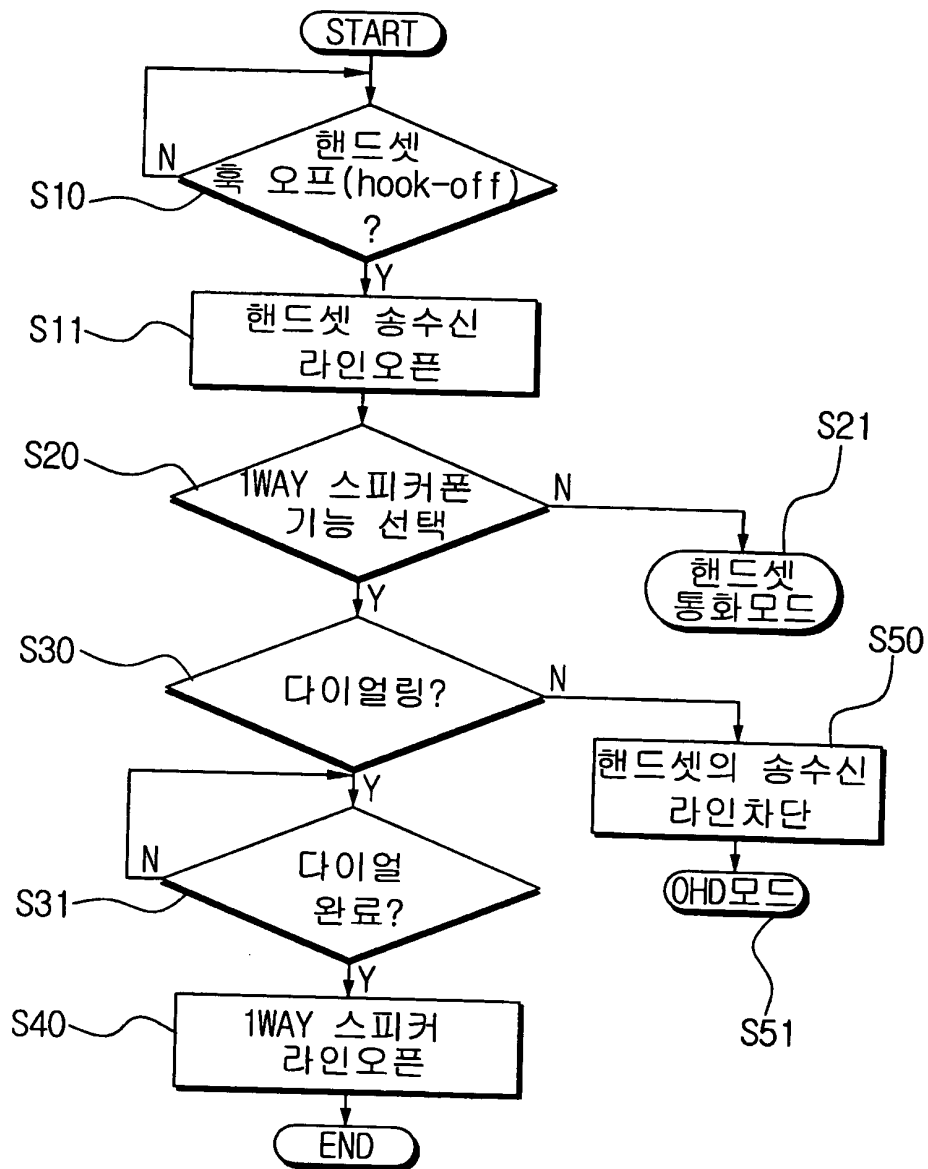 START
N
핸드셋
훅 오프(hook-off)
?
S10
Y
핸드셋 송수신
라인오픈
S11
S21
S20
1WAY 스피커폰
기능 선택
N
핸드셋
통화모드
Y
S50
S30
다이얼링?
N
핸드셋의 송수신
라인차단
Y
N
다이얼
완료?
S31
OHD모드
Y
S40
1WAY 스피커
라인오픈
S51
END